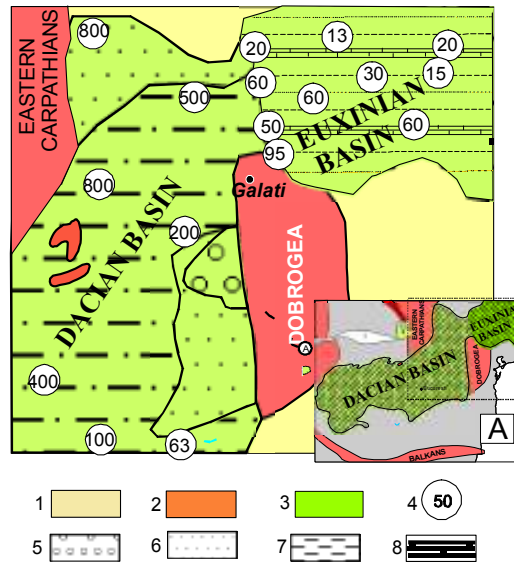 800
13
20
20
15
30
60
60
500
50
60
95
EASTERN
CARPATHIANS
EUXINIAN
BASIN
Galati
800
200
DACIAN BASIN
DOBROGEA
A
400
100
63
EASTERN
CARPATHIANS
EUXINIAN
BASIN
DACIAN BASIN
DOBROGEA
BALKANS
A
1
2
3
4
50
5
6
7
8